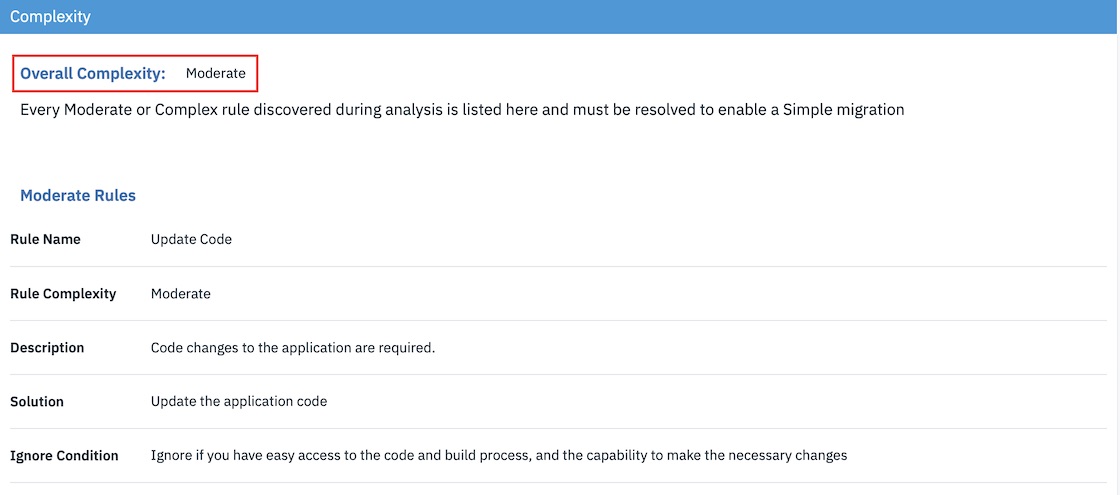 Complexity
Overall Complexity: Moderate
Every Moderate or Complex rule discovered during analysis is listed here and must be resolved to enable a Simple migration
Moderate Rules
Rule Name Update Code
Rule Complexity Moderate
Description Code changes to the application are required.
Solution Update the application code
Ignore Condition Ignore if you have easy access to the code and build process, and the capability to make the necessary changes